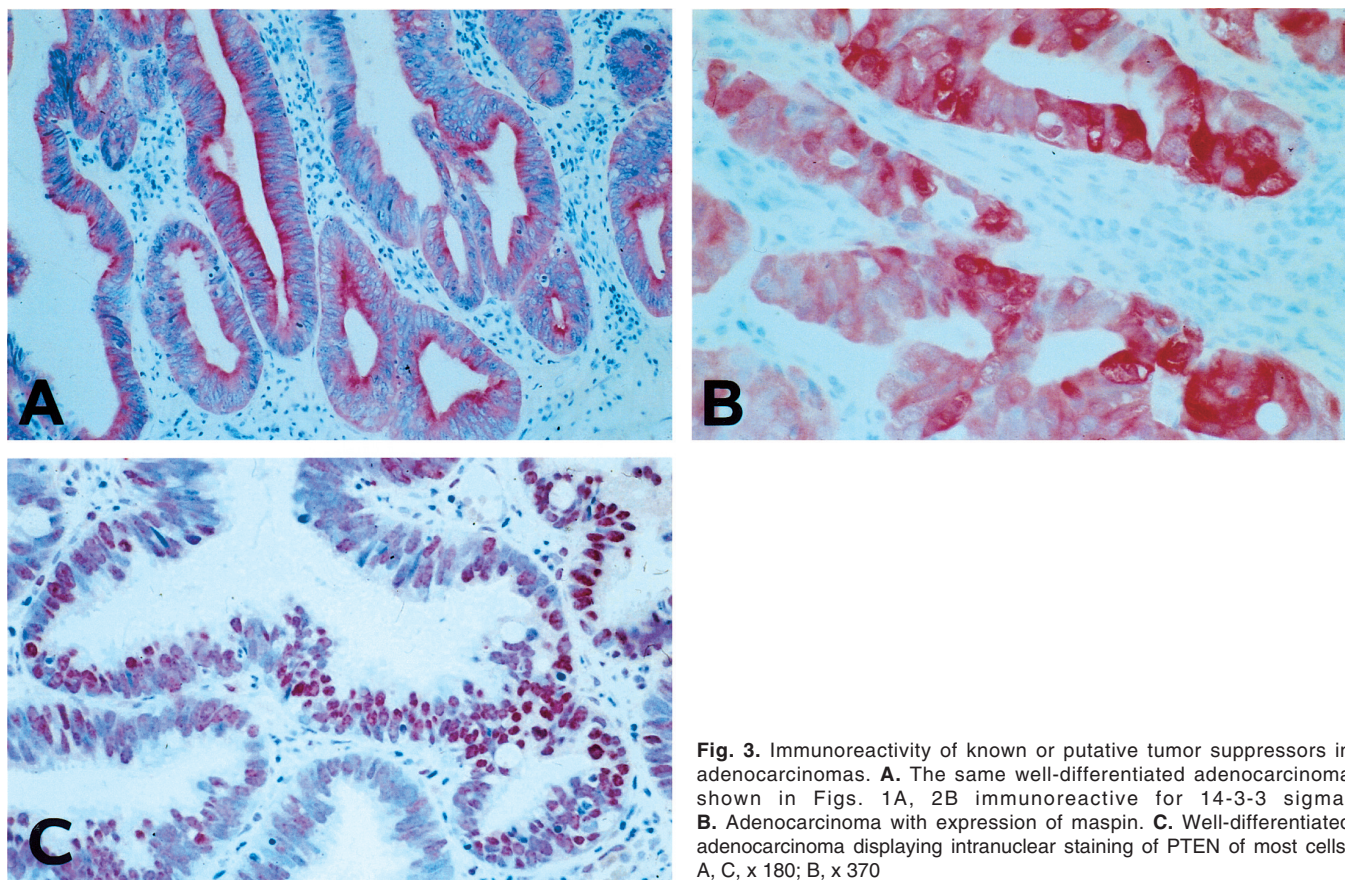 A
B
C
Fig. 3. Immunoreactivity of known or putative tumor suppressors in
adenocarcinomas. A. The same well-differentiated adenocarcinoma
shown in Figs. 1A, 2B immunoreactive for 14-3-3 sigma
B. Adenocarcinoma with expression of maspin. C. Well-differentiated
adenocarcinoma displaying intranuclear staining of PTEN of most cells
A, C, x 180; B, x 370